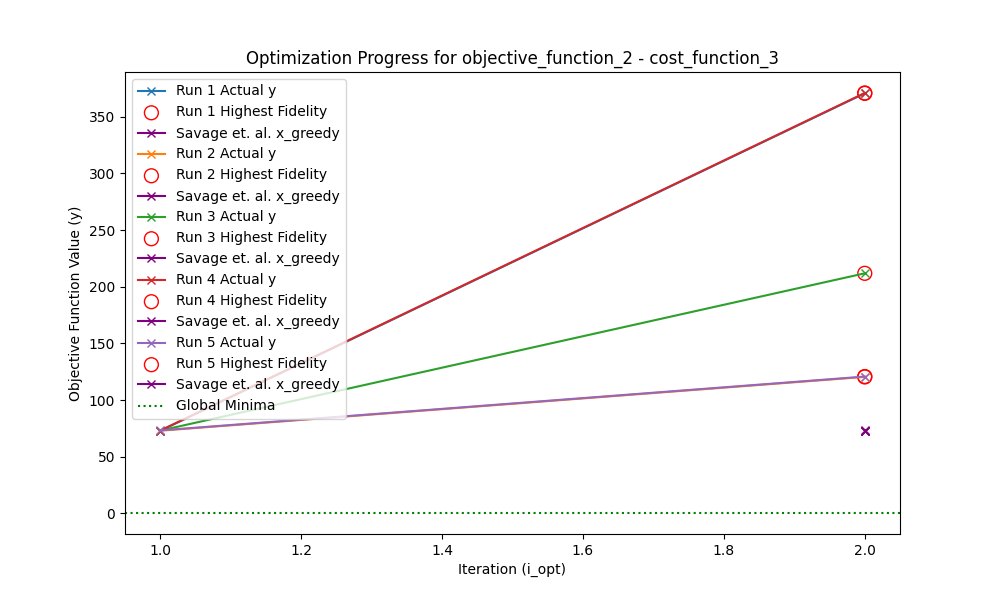 Optimization Progress for objective_function_2 - cost_function_3
Run 1 Actual y
Run 1 Highest Fidelity
Savage et. al. x_greedy
Run 2 Actual y
Run 2 Highest Fidelity
Savage et. al. x_greedy
Run 3 Actual y
Run 3 Highest Fidelity
Savage et. al. x_greedy
Run 4 Actual y
Run 4 Highest Fidelity
Savage et. al. x_greedy
Run 5 Actual y
Run 5 Highest Fidelity
Savage et. al. x_greedy
Global Minima
Objective Function Value (y)
350
300
250
200
150
100
50
0
1.0
1.2
1.4
1.6
1.8
2.0
Iteration (i_opt)